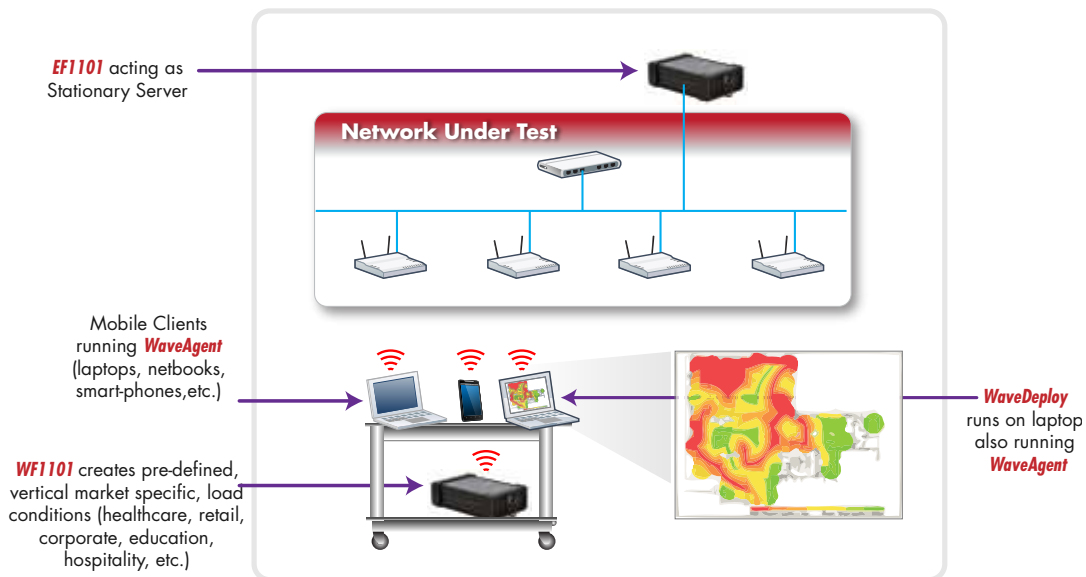 EF1101 acting as
Stationary Server
Network Under Test
Mobile Clients
running WaveAgent
(laptops, netbooks,
smart-phones,etc.)
WF1101 creates pre-defined,
vertical market specific, load
conditions (healthcare, retail,
corporate, education,
hospitality, etc.)
WaveDeploy
runs on laptop
also running
WaveAgent